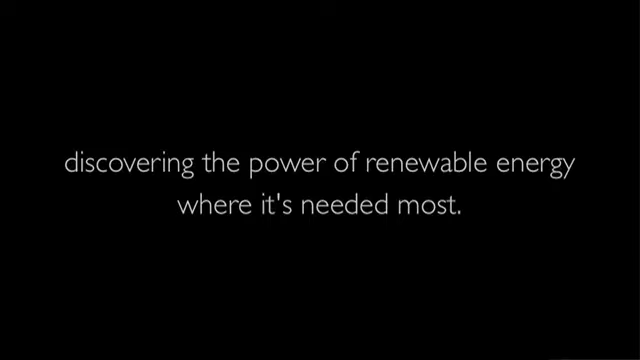 discovering the power of renewable energy
where it's needed most.